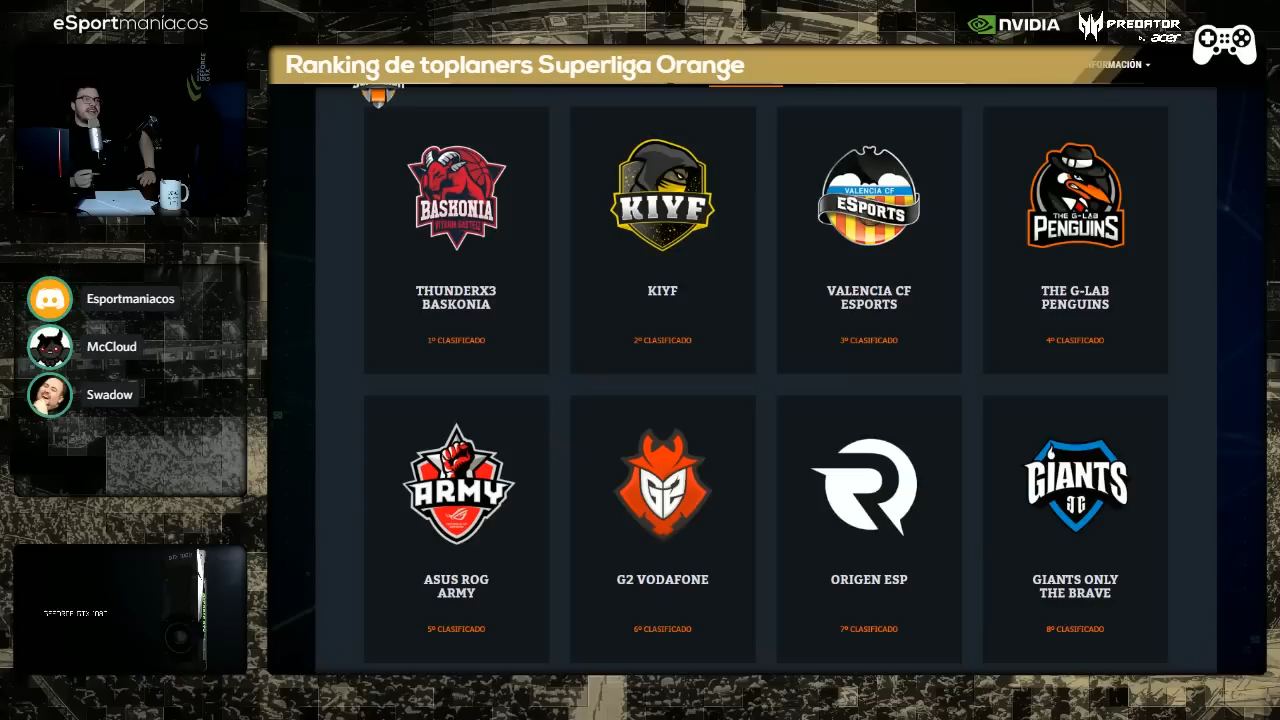 eSportmaníacos
NVIDIA
PREDATOR
acer
Ranking de toplaners Superliga Orange
FORMACIÓN
BASKONIA
KIYF
VALENCIA CF
ESPORTS
THE G-LAB
PENGUINS
THUNDERX3
BASKONIA
KIYF
VALENCIA CF
ESPORTS
THE G-LAB
PENGUINS
1º CLASIFICADO
2º CLASIFICADO
3º CLASIFICADO
4º CLASIFICADO
Esportmaniacos
McCloud
Swadow
ARMY
G2
GIANTS
ASUS ROG
ARMY
G2 VODAFONE
ORIGEN ESP
GIANTS ONLY
THE BRAVE
5º CLASIFICADO
6º CLASIFICADO
7º CLASIFICADO
8º CLASIFICADO